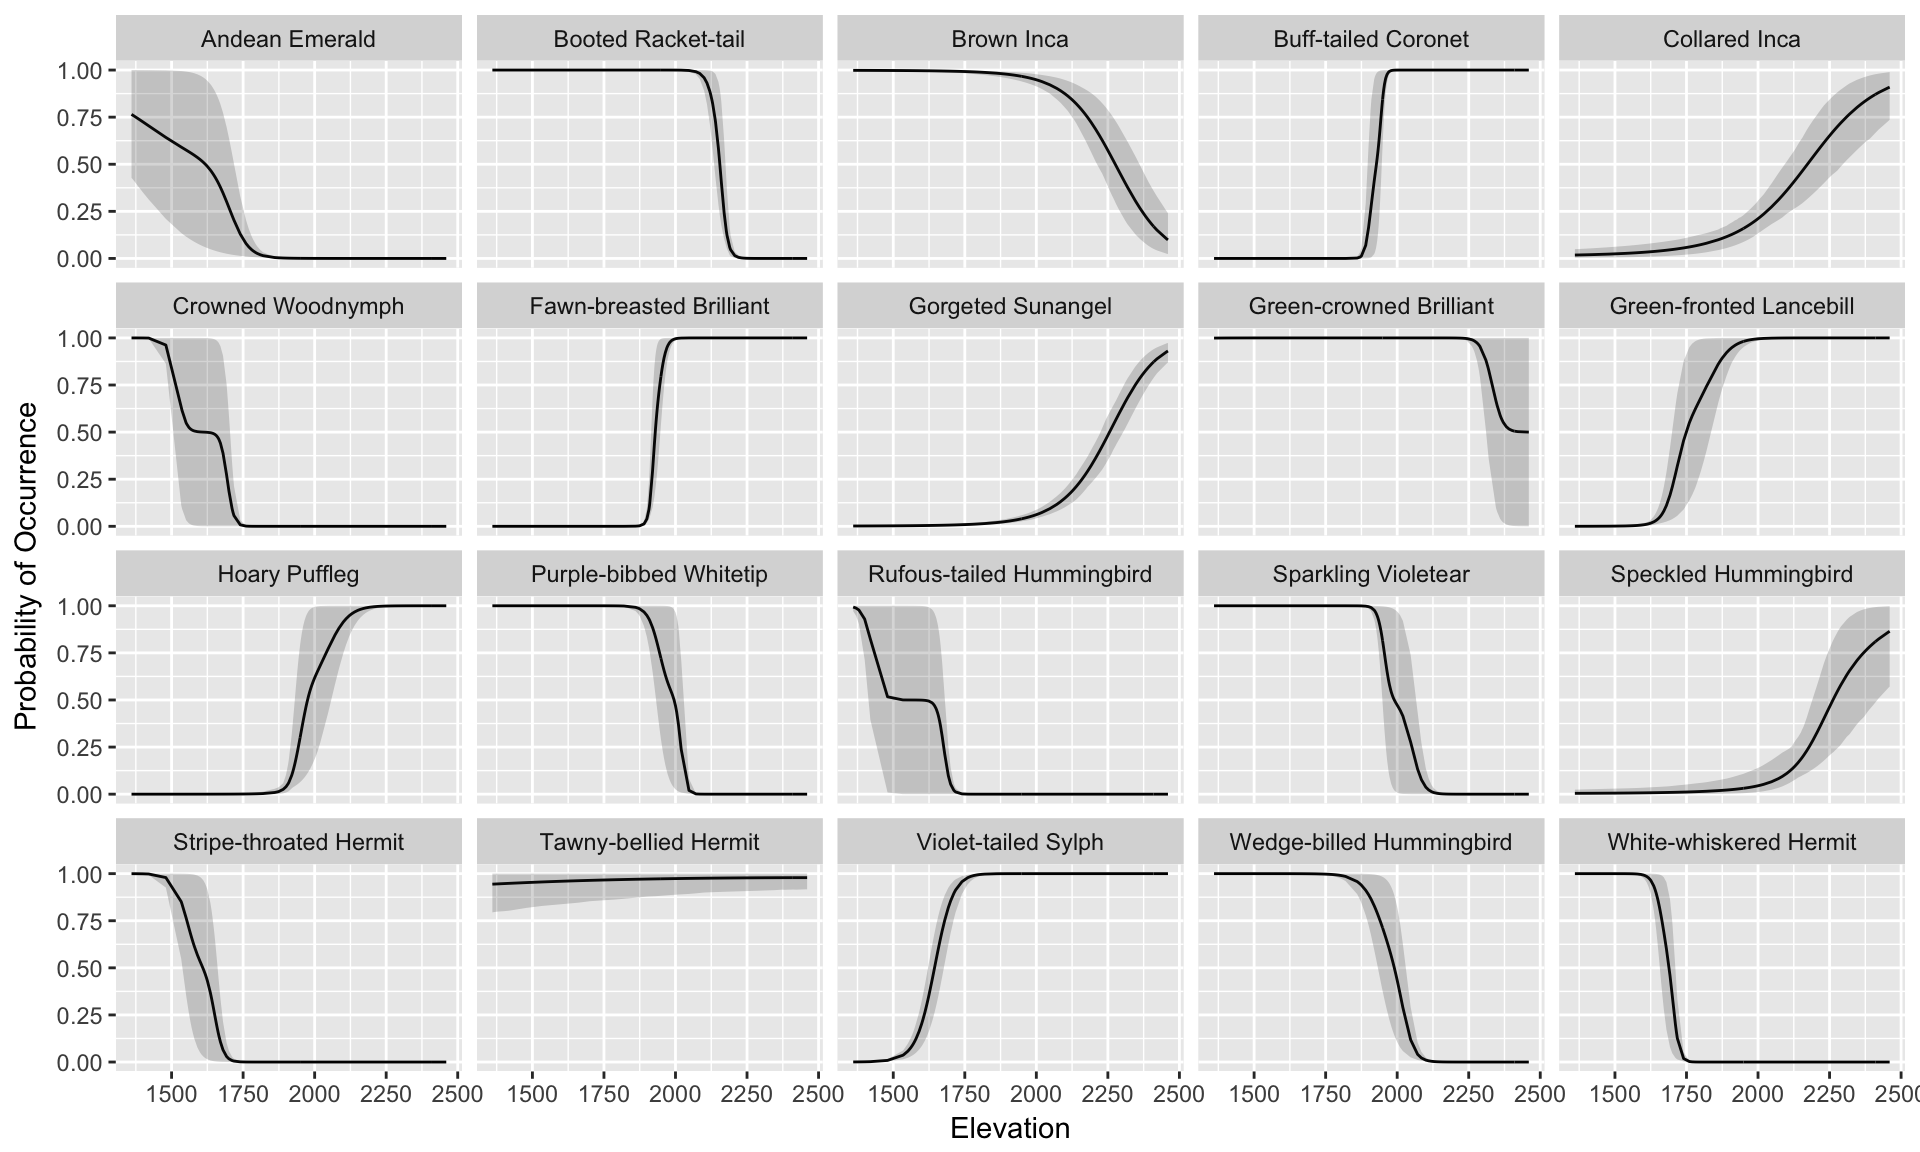 Andean Emerald Booted Racket-tail Brown Inca Buff-tailed Coronet Collared Inca
1.00
0.75
0.50
0.25
0.00
Crowned Woodnymph Fawn-breasted Brilliant Gorgeted Sunangel Green-crowned Brilliant Green-fronted Lancebill
1.00
0.75
0.50
0.25
0.00
Probability of Occurrence
Hoary Puffleg Purple-bibbed Whitetip Rufous-tailed Hummingbird Sparkling Violetear Speckled Hummingbird
1.00
0.75
0.50
0.25
0.00
Stripe-throated Hermit Tawny-bellied Hermit Violet-tailed Sylph Wedge-billed Hummingbird White-whiskered Hermit
1.00
0.75
0.50
0.25
0.00
1500 1750 2000 2250 2500 1500 1750 2000 2250 2500 1500 1750 2000 2250 2500 1500 1750 2000 2250 2500 1500 1750 2000 2250 2500
Elevation